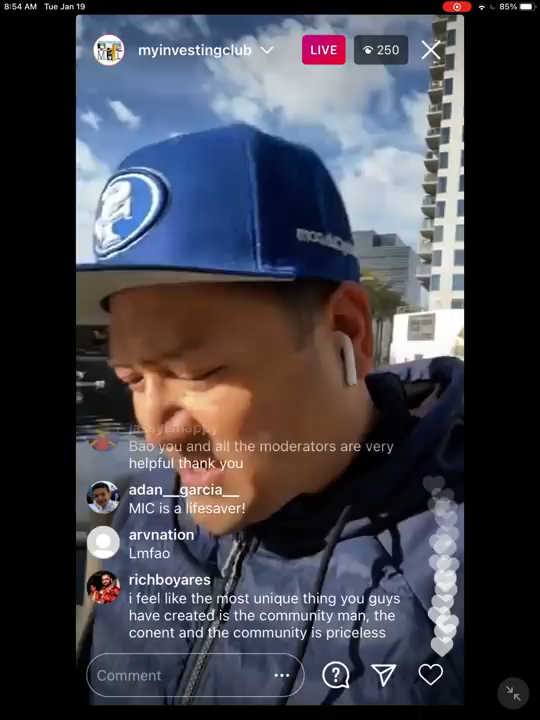 8:54 AM Tue Jan 19
85%
myinvestingclub
LIVE
250
Bao you and all the moderators are very
helpful thank you
adan__garcia__
MIC is a lifesaver!
arvnation
Lmfao
richboyares
i feel like the most unique thing you guys
have created is the community man, the
conent and the community is priceless
Comment